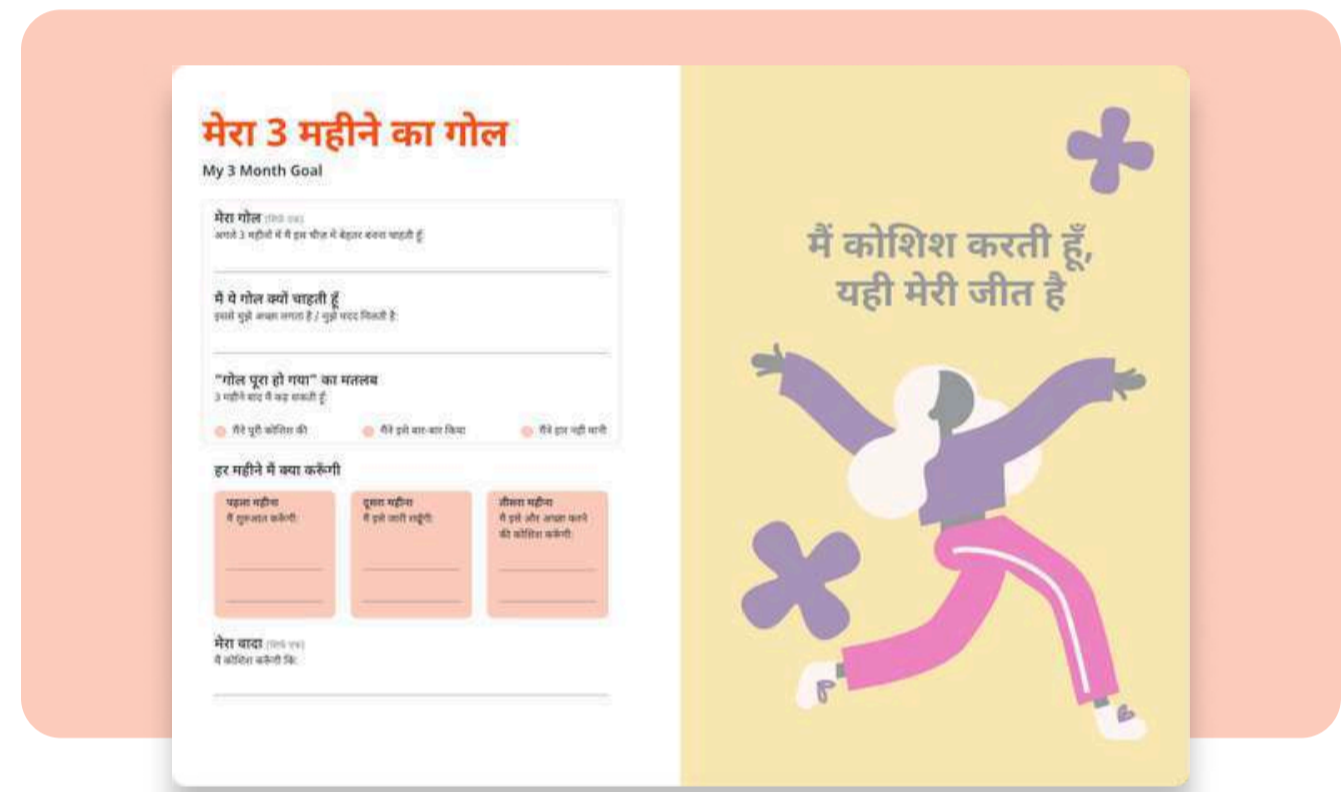 मेरा 3 महीने का गोल
My 3 Month Goal
मेरा गोल (सिर्फ एक)
अगले 3 महीनों में मैं इस चीज़ में बेहतर बनना चाहती हूँ:
मैं ये गोल क्यों चाहती हूँ
इससे मुझे अच्छा लगता है / मुझे मदद मिलती है:
"गोल पूरा हो गया" का मतलब
3 महीने बाद मैं कह सकती हूँ:
मैंने पूरी कोशिश की
मैंने इसे बार-बार किया
मैंने हार नहीं मानी
हर महीने मैं क्या करूँगी
पहला महीना
मैं शुरुआत करूँगी:
दूसरा महीना
मैं इसे जारी रखूँगी:
तीसरा महीना
मैं इसे और अच्छा करने
की कोशिश करूँगी:
मेरा वादा (सिर्फ एक)
मैं कोशिश करूँगी कि:
मैं कोशिश करती हूँ,
यही मेरी जीत है